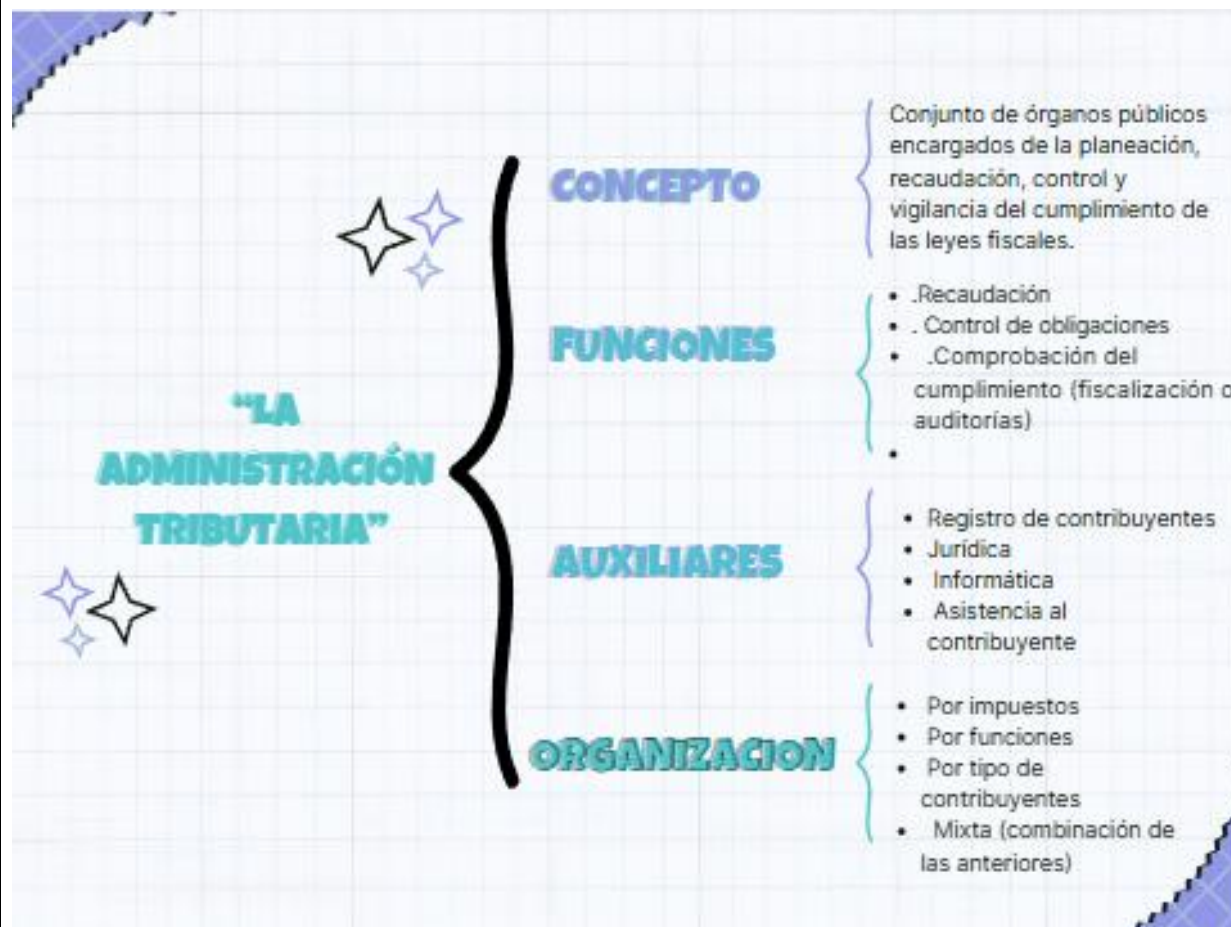 “LA
ADMINISTRACIÓN
TRIBUTARIA”
CONCEPTO
Conjunto de órganos públicos
encargados de la planeación,
recaudación, control y
vigilancia del cumplimiento de
las leyes fiscales.
FUNCIONES
• .Recaudación
• . Control de obligaciones
• .Comprobación del
cumplimiento (fiscalización o
auditorías)
•
AUXILIARES
• Registro de contribuyentes
• Jurídica
• Informática
• Asistencia al
contribuyente
ORGANIZACION
• Por impuestos
• Por funciones
• Por tipo de
contribuyentes
• Mixta (combinación de
las anteriores)